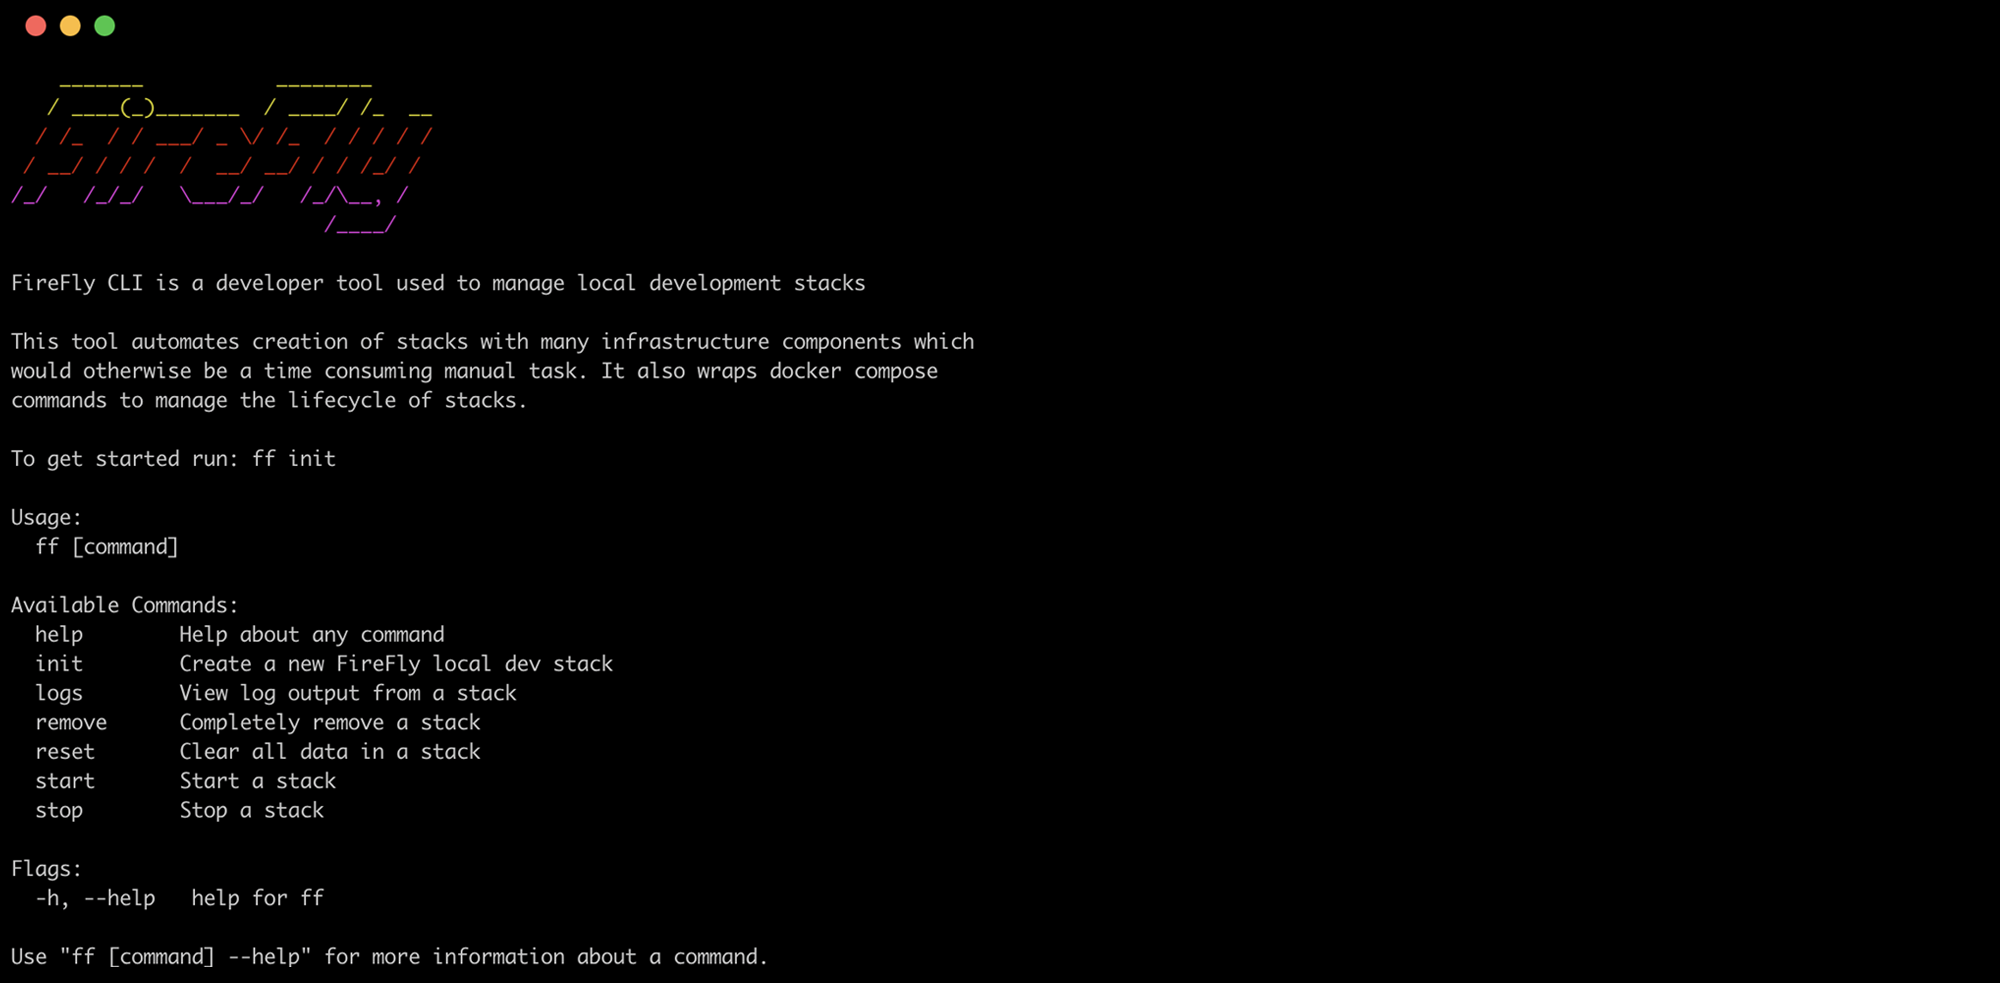 FireFly
FireFly CLI is a developer tool used to manage local development stacks
This tool automates creation of stacks with many infrastructure components which
would otherwise be a time consuming manual task. It also wraps docker compose
commands to manage the lifecycle of stacks.
To get started run: ff init
Usage:
ff [command]
Available Commands:
help Help about any command
init Create a new FireFly local dev stack
logs View log output from a stack
remove Completely remove a stack
reset Clear all data in a stack
start Start a stack
stop Stop a stack
Flags:
-h, --help help for ff
Use "ff [command] --help" for more information about a command.